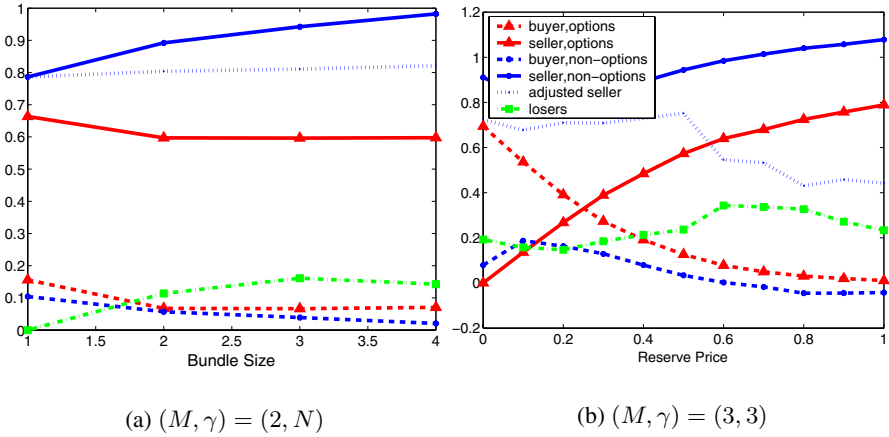 1
0.9
0.8
0.7
0.6
0.5
0.4
0.3
0.2
0.1
0
1 1.5 2 2.5 3 3.5 4
Bundle Size
(a) (M, γ) = (2, N)
1.2
1
0.8
0.6
0.4
0.2
0
−0.2
0 0.2 0.4 0.6 0.8 1
Reserve Price
buyer,options
seller,options
buyer,non-options
seller,non-options
adjusted seller
losers
(b) (M, γ) = (3, 3)